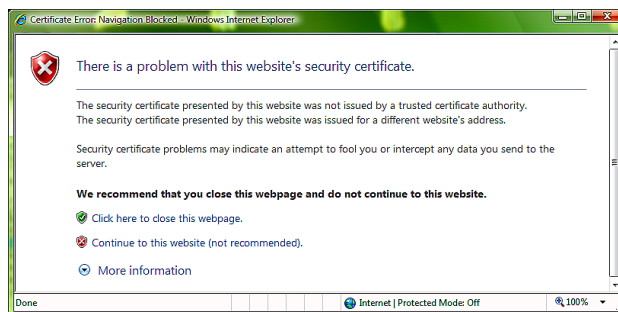 Certificate Error: Navigation Blocked - Windows Internet Explorer
There is a problem with this website's security certificate.
The security certificate presented by this website was not issued by a trusted certificate authority.
The security certificate presented by this website was issued for a different website's address.
Security certificate problems may indicate an attempt to fool you or intercept any data you send to the
server.
We recommend that you close this webpage and do not continue to this website.
Click here to close this webpage.
Continue to this website (not recommended).
More information
Done Internet | Protected Mode: Off 100%